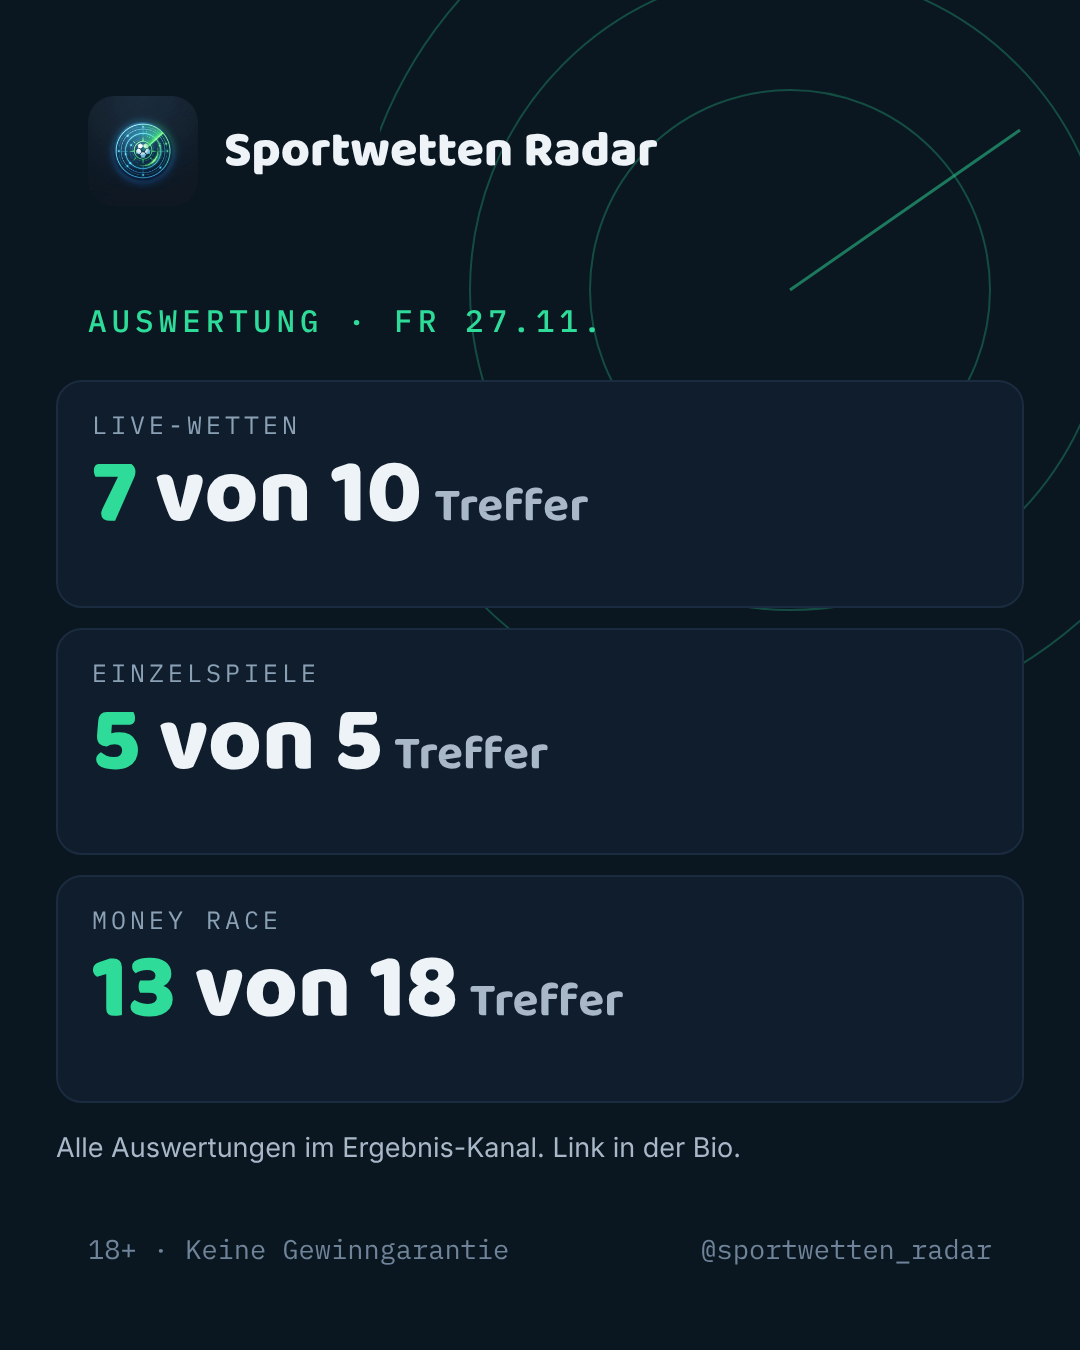 Sportwetten Radar
AUSWERTUNG · FR 27.11.
LIVE-WETTEN
7 von 10 Treffer
EINZELSPIELE
5 von 5 Treffer
MONEY RACE
13 von 18 Treffer
Alle Auswertungen im Ergebnis-Kanal. Link in der Bio.
18+ · Keine Gewinngarantie
@sportwetten_radar